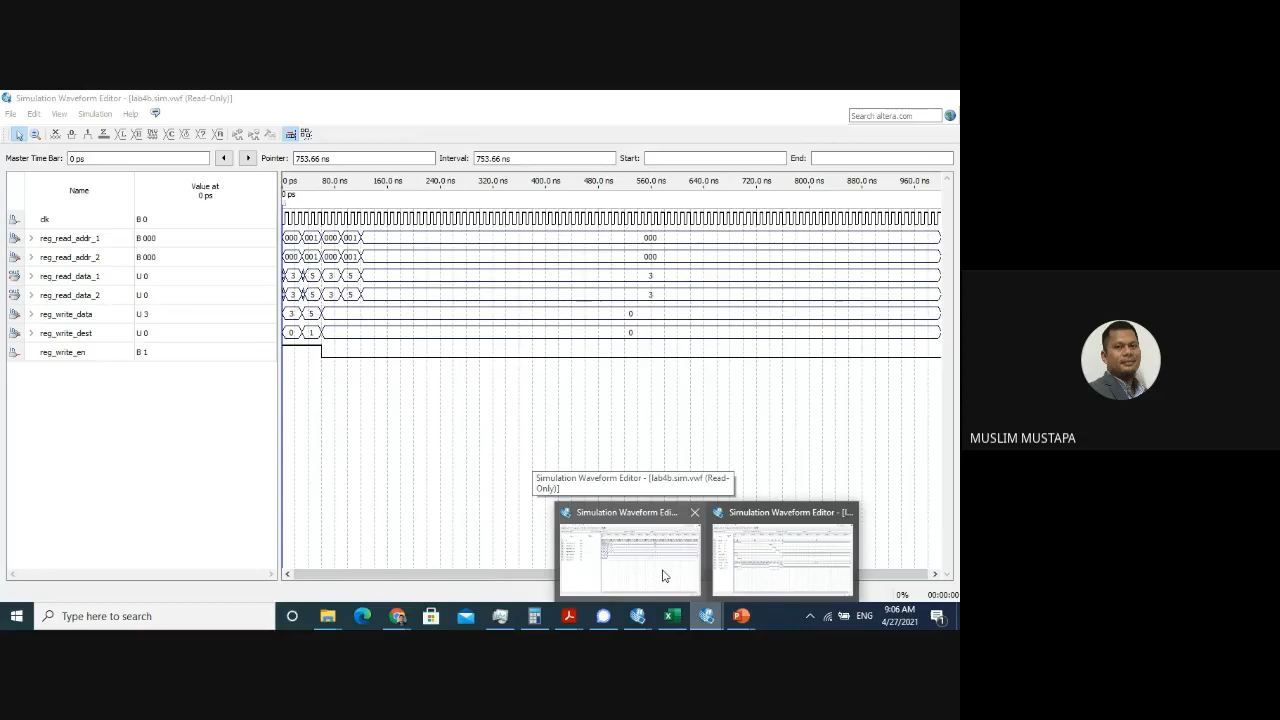 Simulation Waveform Editor - [lab4b.sim.vwf (Read-Only)]
File Edit View Simulation Help
Search altera.com
Master Time Bar: 0 ps Pointer: 753.66 ns Interval: 753.66 ns Start: End:
Name Value at 0 ps
0 ps 80.0 ns 160.0 ns 240.0 ns 320.0 ns 400.0 ns 480.0 ns 560.0 ns 640.0 ns 720.0 ns 800.0 ns 880.0 ns 960.0 ns
0 ps
clk B 0
reg_read_addr_1 B 000 000 001 000 001 000
reg_read_addr_2 B 000 000 001 000 001 000
reg_read_data_1 U 0 3 5 3 5 3
reg_read_data_2 U 0 3 5 3 5 3
reg_write_data U 3 3 5 0
reg_write_dest U 0 0 1 0
reg_write_en B 1
MUSLIM MUSTAPA
Simulation Waveform Editor - [lab4b.sim.vwf (Read-
Only)]
Simulation Waveform Edi... Simulation Waveform Editor - [l...
0% 00:00:00
Type here to search
ENG
9:06 AM
4/27/2021
1